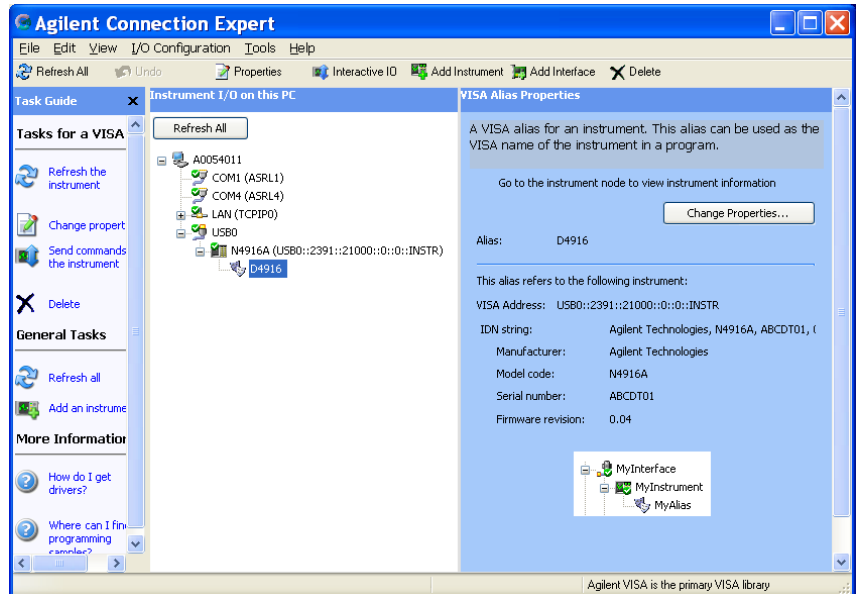 Agilent Connection Expert
File Edit View I/O Configuration Tools Help
Refresh All Undo Properties Interactive IO Add Instrument Add Interface Delete
Task Guide
Tasks for a VISA
Refresh the
instrument
Change propert
Send commands
the instrument
Delete
General Tasks
Refresh all
Add an instrume
More Information
How do I get
drivers?
Where can I fin
programming
samples?
Instrument I/O on this PC
Refresh All
A0054011
COM1 (ASRL1)
COM4 (ASRL4)
LAN (TCPIP0)
USB0
N4916A (USB0::2391::21000::0::0::INSTR)
D4916
VISA Alias Properties
A VISA alias for an instrument. This alias can be used as the
VISA name of the instrument in a program.
Go to the instrument node to view instrument information
Change Properties...
Alias: D4916
This alias refers to the following instrument:
VISA Address: USB0::2391::21000::0::0::INSTR
IDN string: Agilent Technologies, N4916A, ABCDT01, (
Manufacturer: Agilent Technologies
Model code: N4916A
Serial number: ABCDT01
Firmware revision: 0.04
MyInterface
MyInstrument
MyAlias
Agilent VISA is the primary VISA library